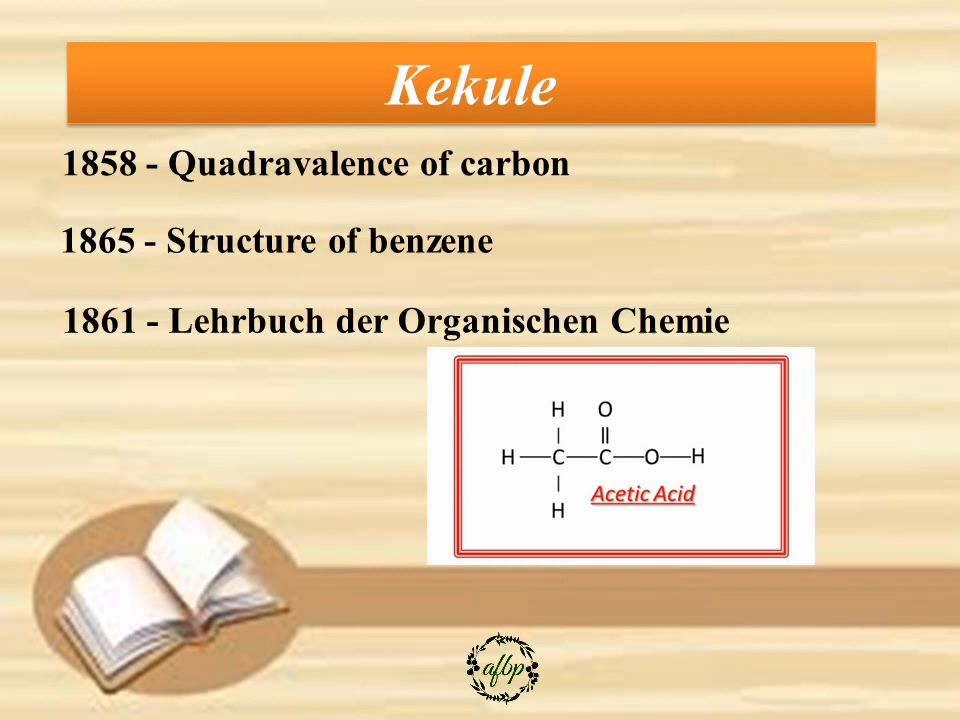 Kekule
1858 - Quadravalence of carbon
1865 - Structure of benzene
1861 - Lehrbuch der Organischen Chemie
H O
H C C O H
H
Acetic Acid
afbp